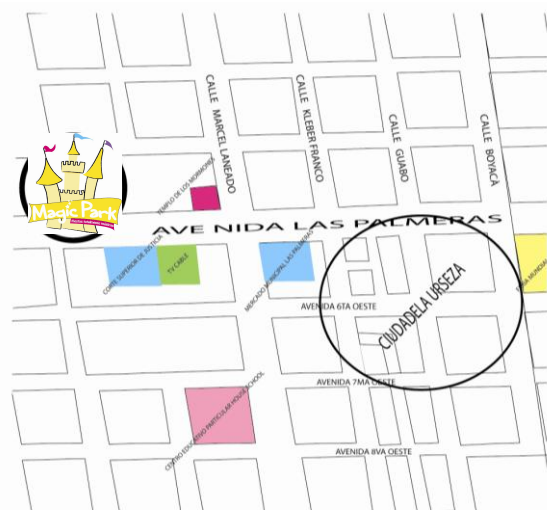 CALLE MARCEL LANEADO
CALLE KLEBER FRANCO
CALLE GUABO
CALLE BOYACÁ
Magic Park
TEMPLO DE LOS MORMONES
AVE NIDA LAS PALMERAS
CORTE SUPERIOR DE JUSTICIA
TV CABLE
MERCADO MUNICIPAL LAS PALMERAS
AVENIDA 6TA OESTE
CIUDADELA URSEZA
AVENIDA 7MA OESTE
CENTRO EDUCATIVO PARTICULAR HOUSE SCHOOL
AVENIDA 8VA OESTE